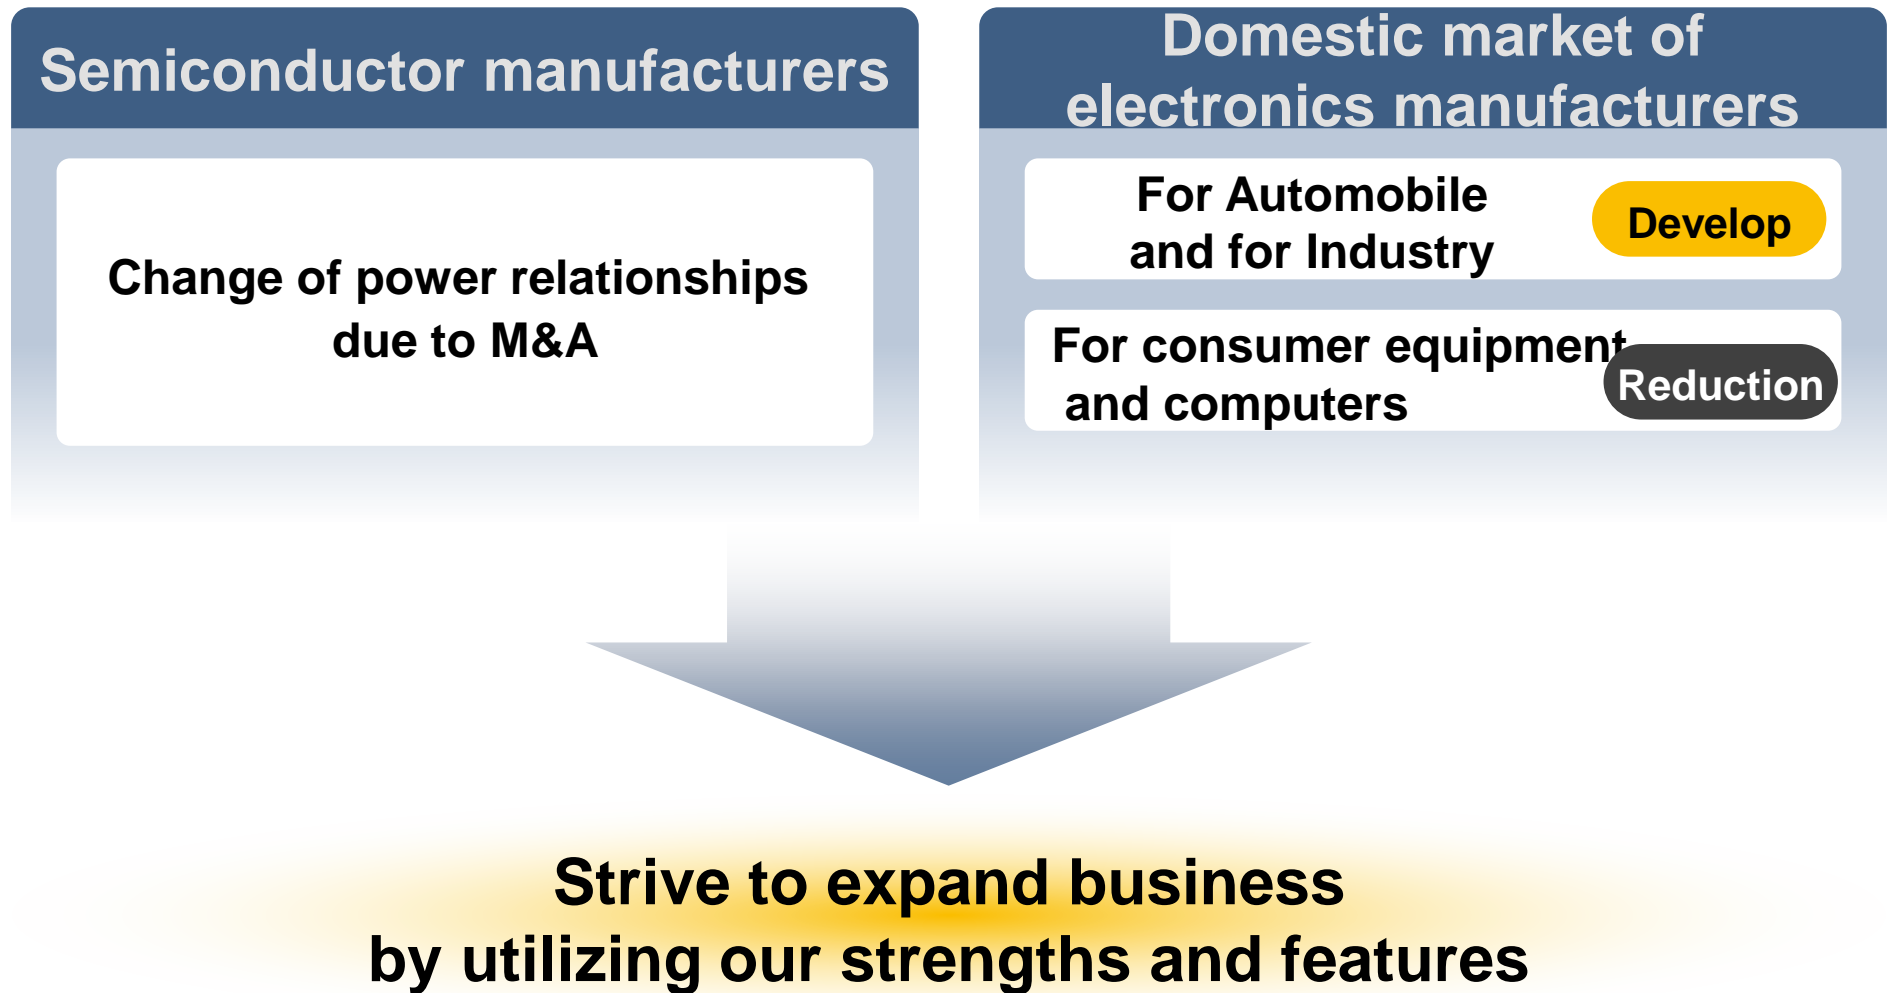 Semiconductor manufacturers
Change of power relationships
due to M&A
Domestic market of
electronics manufacturers
For Automobile
and for Industry
Develop
For consumer equipment
and computers
Reduction
Strive to expand business
by utilizing our strengths and features